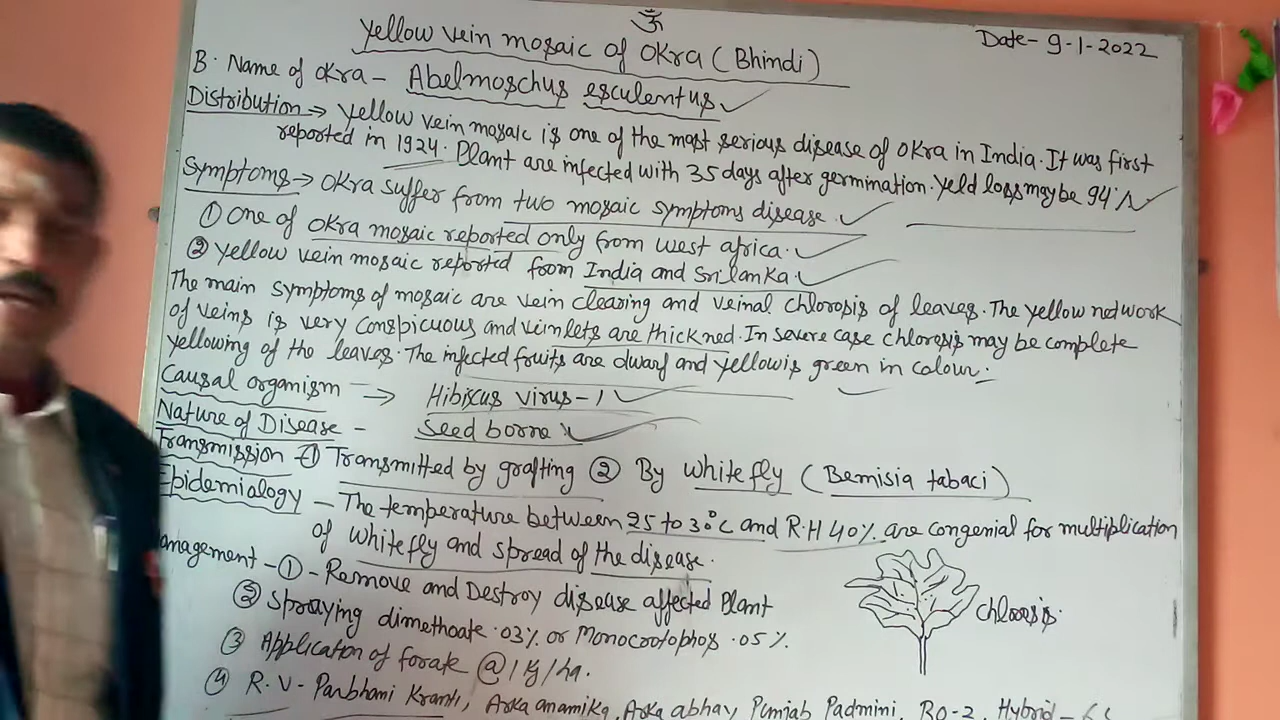 ॐ
Yellow vein mosaic of Okra (Bhindi)
Date- 9-1-2022
B. Name of Okra - Abelmoschus esculentus
Distribution → Yellow vein mosaic is one of the most serious disease of okra in India. It was first
reported in 1924. Plant are infected with 35 days after germination. Yeld loss may be 94%
Symptoms → Okra suffer from two mosaic symptoms disease.
① One of Okra mosaic reported only from west africa.
② Yellow vein mosaic reported from India and Srilanka.
The main symptoms of mosaic are vein cleaing and veinal chlorosis of leaves. The yellow network
of veins is very conspicuous and veinlets are thickned. In severe case chlorosis may be complete
yellowing of the leaves. The infected fruits are dwarf and yellowis green in colour.
Causal organism → Hibiscus virus-1
Nature of Disease - Seed borne
Transmission - ① Transmitted by grafting ② By whitefly (Bemisia tabaci)
Epidemialogy - The temperature between 25 to 30°C and R.H 40% are congenial for multiplication
of whitefly and spread of the disease.
anagement - ① - Remove and Destroy disease affected Plant
② Spraying dimethoate .03% or Monocrotophos .05%.
③ Application of forate @ 1 Kg/ha.
④ R.V - Parbhani Kranti, Arka anamika, Arka abhay, Punjab Padmini, RO-2, Hybrid -
chlorosis.